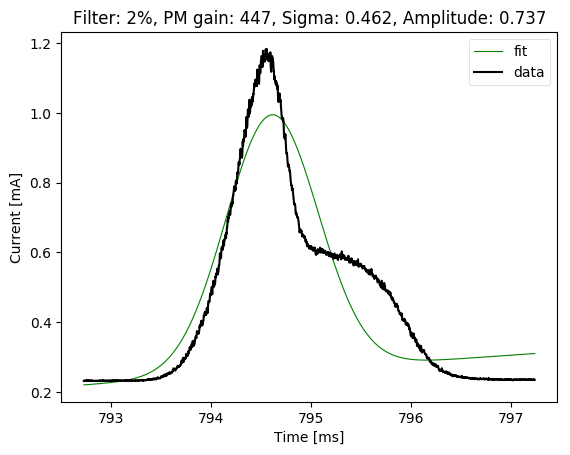 Filter: 2%, PM gain: 447, Sigma: 0.462, Amplitude: 0.737
fit
data
1.2
1.0
0.8
0.6
0.4
0.2
Current [mA]
793 794 795 796 797
Time [ms]